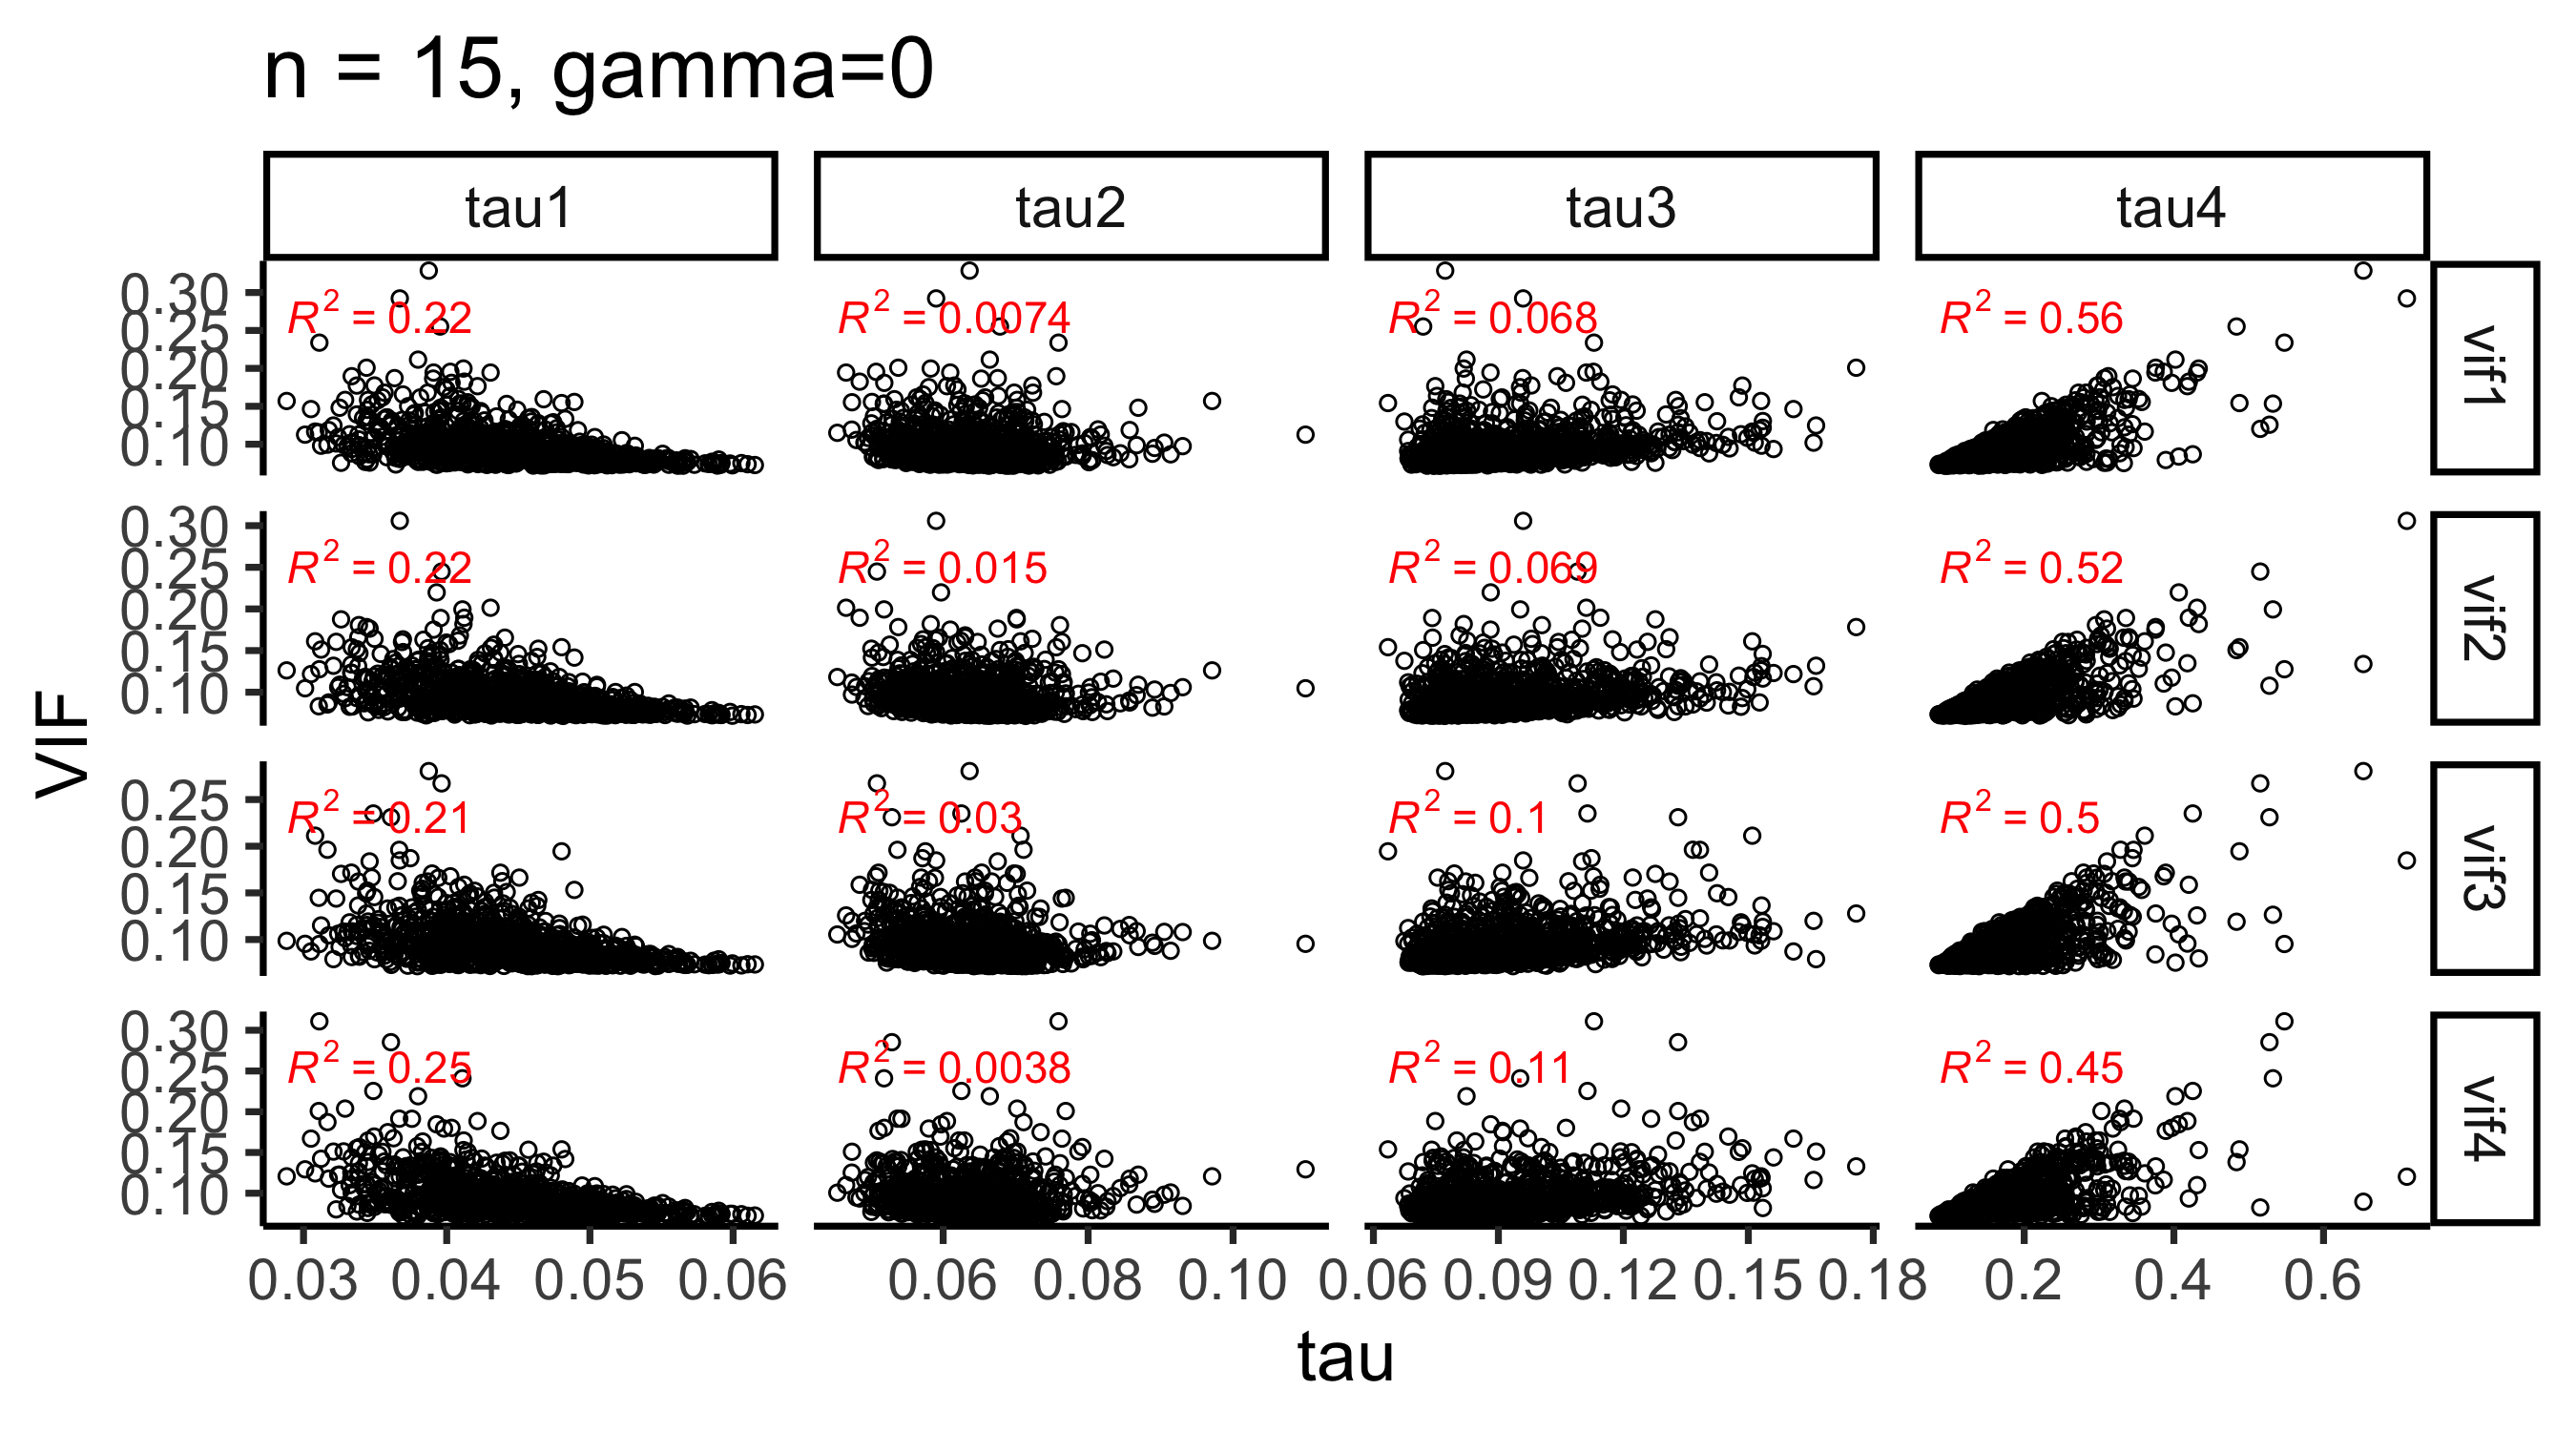 n = 15, gamma=0
tau1 tau2 tau3 tau4
0.30
0.25
0.20
0.15
0.10
R² = 0.22 R² = 0.0074 R² = 0.068 R² = 0.56
vif1
0.30
0.25
0.20
0.15
0.10
R² = 0.22 R² = 0.015 R² = 0.069 R² = 0.52
vif2
VIF
0.25
0.20
0.15
0.10
R² = 0.21 R² = 0.03 R² = 0.1 R² = 0.5
vif3
0.30
0.25
0.20
0.15
0.10
R² = 0.25 R² = 0.0038 R² = 0.11 R² = 0.45
vif4
0.03 0.04 0.05 0.06 0.06 0.08 0.10 0.06 0.09 0.12 0.15 0.18 0.2 0.4 0.6
tau